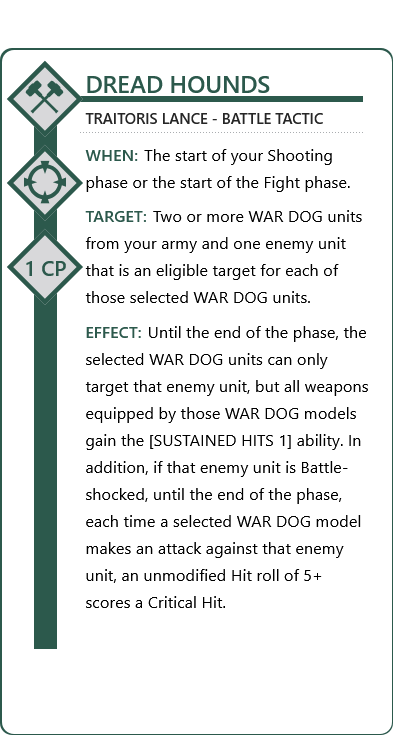 DREAD HOUNDS
TRAITORIS LANCE - BATTLE TACTIC
WHEN: The start of your Shooting
phase or the start of the Fight phase.
TARGET: Two or more WAR DOG units
from your army and one enemy unit
that is an eligible target for each of
those selected WAR DOG units.
1 CP
EFFECT: Until the end of the phase, the
selected WAR DOG units can only
target that enemy unit, but all weapons
equipped by those WAR DOG models
gain the [SUSTAINED HITS 1] ability. In
addition, if that enemy unit is Battle-
shocked, until the end of the phase,
each time a selected WAR DOG model
makes an attack against that enemy
unit, an unmodified Hit roll of 5+
scores a Critical Hit.